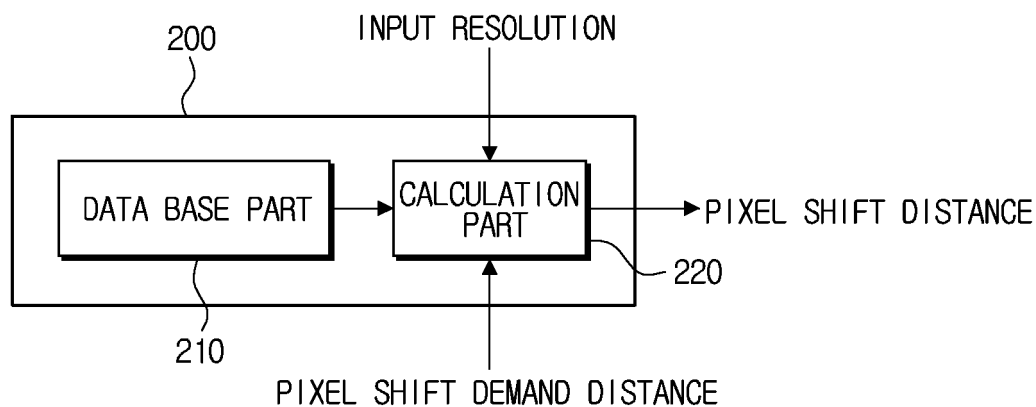 INPUT RESOLUTION
200
DATA BASE PART
CALCULATION
PART
PIXEL SHIFT DISTANCE
220
210
PIXEL SHIFT DEMAND DISTANCE